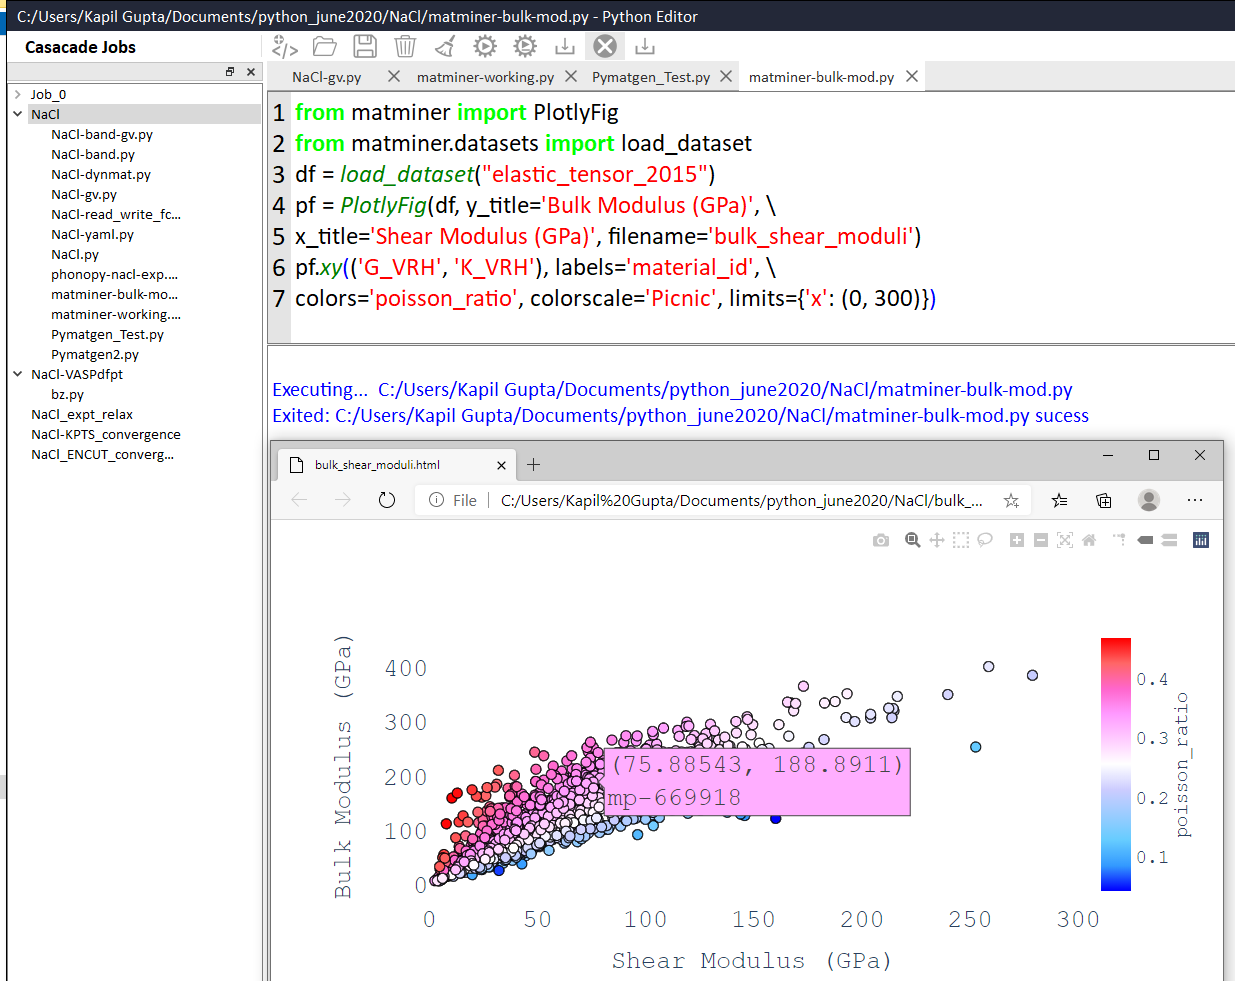 C:/Users/Kapil Gupta/Documents/python_june2020/NaCl/matminer-bulk-mod.py - Python Editor
Casacade Jobs
Job_0
NaCl
NaCl-band-gv.py
NaCl-band.py
NaCl-dynmat.py
NaCl-gv.py
NaCl-read_write_fc...
NaCl-yaml.py
NaCl.py
phonopy-nacl-exp....
matminer-bulk-mo...
matminer-working....
Pymatgen_Test.py
Pymatgen2.py
NaCl-VASPdfpt
bz.py
NaCl_expt_relax
NaCl-KPTS_convergence
NaCl_ENCUT_converg...
NaCl-gv.py matminer-working.py Pymatgen_Test.py matminer-bulk-mod.py
1 from matminer import PlotlyFig
2 from matminer.datasets import load_dataset
3 df = load_dataset("elastic_tensor_2015")
4 pf = PlotlyFig(df, y_title='Bulk Modulus (GPa)', \
5 x_title='Shear Modulus (GPa)', filename='bulk_shear_moduli')
6 pf.xy(('G_VRH', 'K_VRH'), labels='material_id', \
7 colors='poisson_ratio', colorscale='Picnic', limits={'x': (0, 300)})
Executing... C:/Users/Kapil Gupta/Documents/python_june2020/NaCl/matminer-bulk-mod.py
Exited: C:/Users/Kapil Gupta/Documents/python_june2020/NaCl/matminer-bulk-mod.py sucess
bulk_shear_moduli.html
File C:/Users/Kapil%20Gupta/Documents/python_june2020/NaCl/bulk_...
Bulk Modulus (GPa)
400
300
200
100
0
(75.88543, 188.8911)
mp-669918
0 50 100 150 200 250 300
Shear Modulus (GPa)
0.4
0.3
0.2
0.1
poisson_ratio